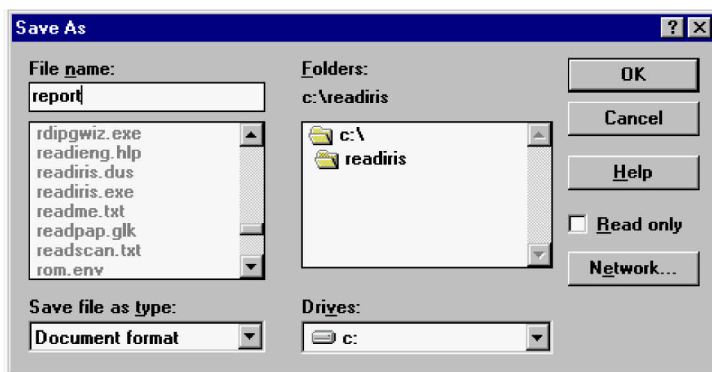 Save As
File name:
report
rdipgwiz.exe
readieng.hlp
readiris.dus
readiris.exe
readme.txt
readpap.glk
readscan.txt
rom.env
Save file as type:
Document format
Folders:
c:\readiris
c:\
readiris
Drives:
c:
OK
Cancel
Help
Read only
Network...